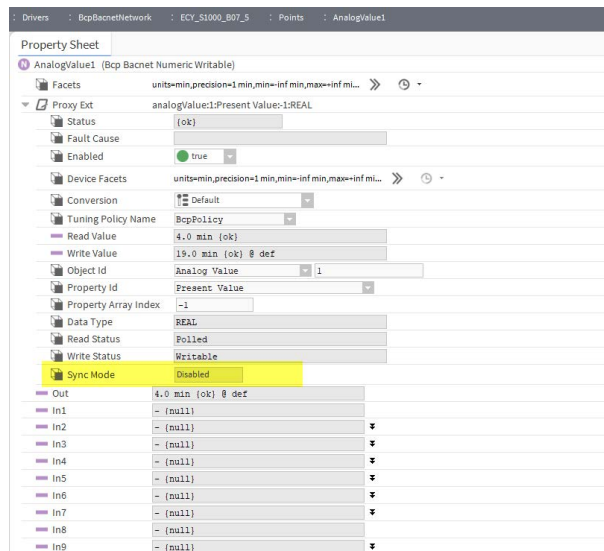 : Drivers : BcpBacnetNetwork : ECY_S1000_B07_S : Points : AnalogValue1
Property Sheet
N AnalogValue1 (Bcp Bacnet Numeric Writable)
Facets units=min,precision=1 min,min=-inf min,max=+inf mi...
Proxy Ext analogValue:1:Present Value:-1:REAL
Status {ok}
Fault Cause
Enabled true
Device Facets units=min,precision=1 min,min=-inf min,max=+inf mi...
Conversion Default
Tuning Policy Name BcpPolicy
Read Value 4.0 min {ok}
Write Value 19.0 min {ok} @ def
Object Id Analog Value 1
Property Id Present Value
Property Array Index -1
Data Type REAL
Read Status Polled
Write Status Writable
Sync Mode Disabled
Out 4.0 min {ok} @ def
In1 - {null}
In2 - {null}
In3 - {null}
In4 - {null}
In5 - {null}
In6 - {null}
In7 - {null}
In8 - {null}
In9 - {null}